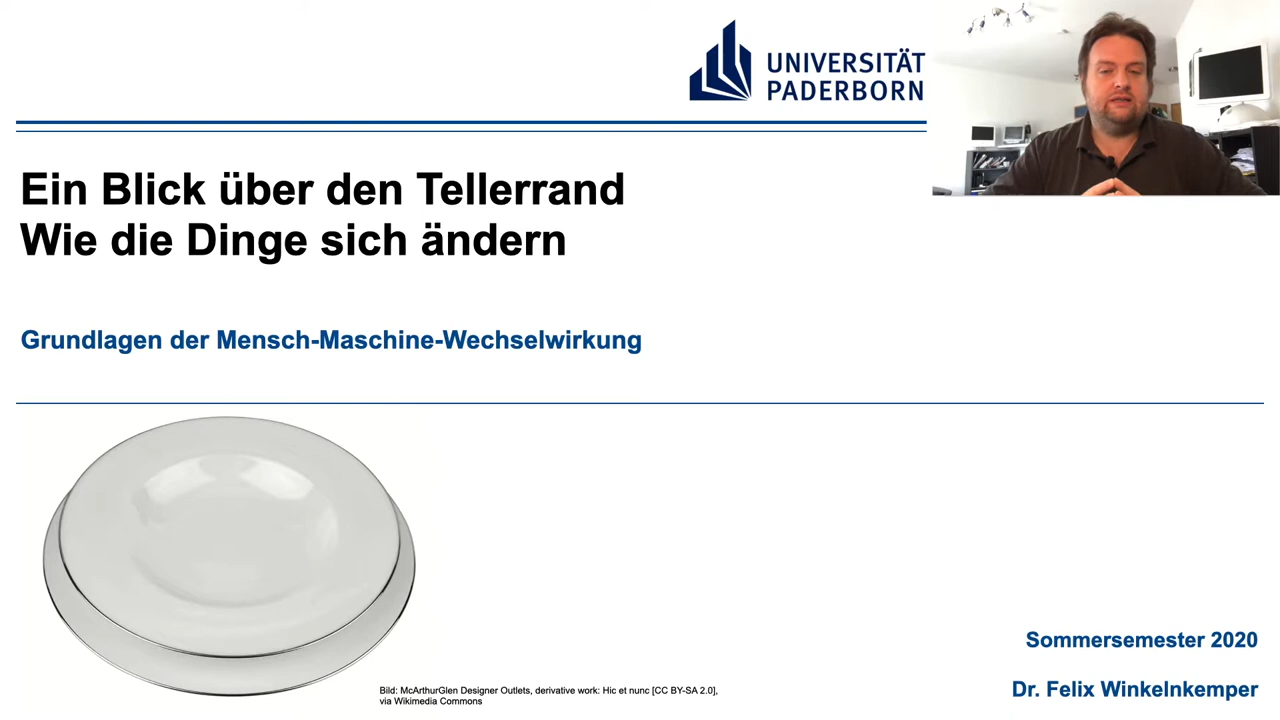 UNIVERSITÄT
PADERBORN
Ein Blick über den Tellerrand
Wie die Dinge sich ändern
Grundlagen der Mensch-Maschine-Wechselwirkung
Bild: McArthurGlen Designer Outlets, derivative work: Hic et nunc [CC BY-SA 2.0],
via Wikimedia Commons
Sommersemester 2020
Dr. Felix Winkelnkemper